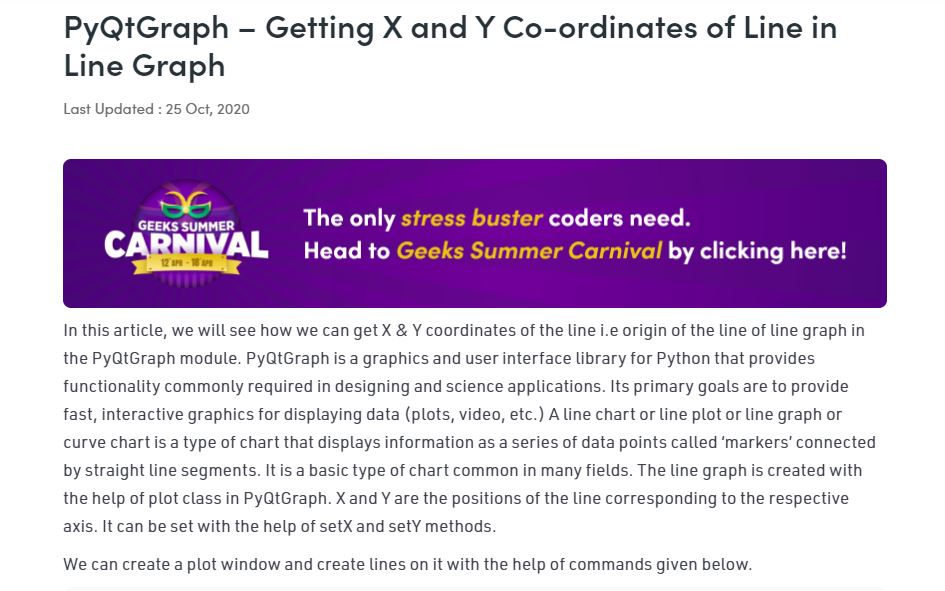 PyQtGraph – Getting X and Y Co-ordinates of Line in
Line Graph
Last Updated : 25 Oct, 2020
GEEKS SUMMER
CARNIVAL
12 APR - 18 APR
The only stress buster coders need.
Head to Geeks Summer Carnival by clicking here!
In this article, we will see how we can get X & Y coordinates of the line i.e origin of the line of line graph in
the PyQtGraph module. PyQtGraph is a graphics and user interface library for Python that provides
functionality commonly required in designing and science applications. Its primary goals are to provide
fast, interactive graphics for displaying data (plots, video, etc.) A line chart or line plot or line graph or
curve chart is a type of chart that displays information as a series of data points called ‘markers’ connected
by straight line segments. It is a basic type of chart common in many fields. The line graph is created with
the help of plot class in PyQtGraph. X and Y are the positions of the line corresponding to the respective
axis. It can be set with the help of setX and setY methods.
We can create a plot window and create lines on it with the help of commands given below.